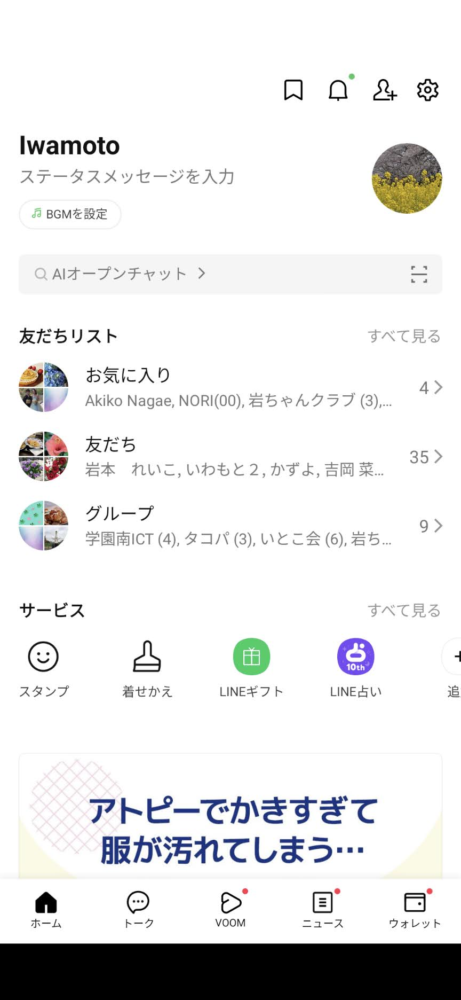 Iwamoto
ステータスメッセージを入力
BGMを設定
AIオープンチャット
友だちリスト すべて見る
お気に入り
Akiko Nagae, NORI(00), 岩ちゃんクラブ (3),...
4
友だち
岩本　れいこ, いわもと２, かずよ, 吉岡 菜...
35
グループ
学園南ICT (4), タコパ (3), いとこ会 (6), 岩ち...
9
サービス すべて見る
10th
スタンプ 着せかえ LINEギフト LINE占い 追
アトピーでかきすぎて
服が汚れてしまう…
ホーム トーク VOOM ニュース ウォレット